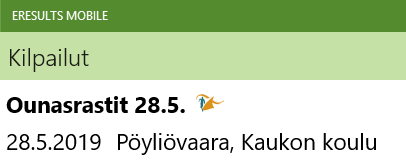 ERESULTS MOBILE
Kilpailut
Ounasrastit 28.5.
28.5.2019 Pöyliövaara, Kaukon koulu